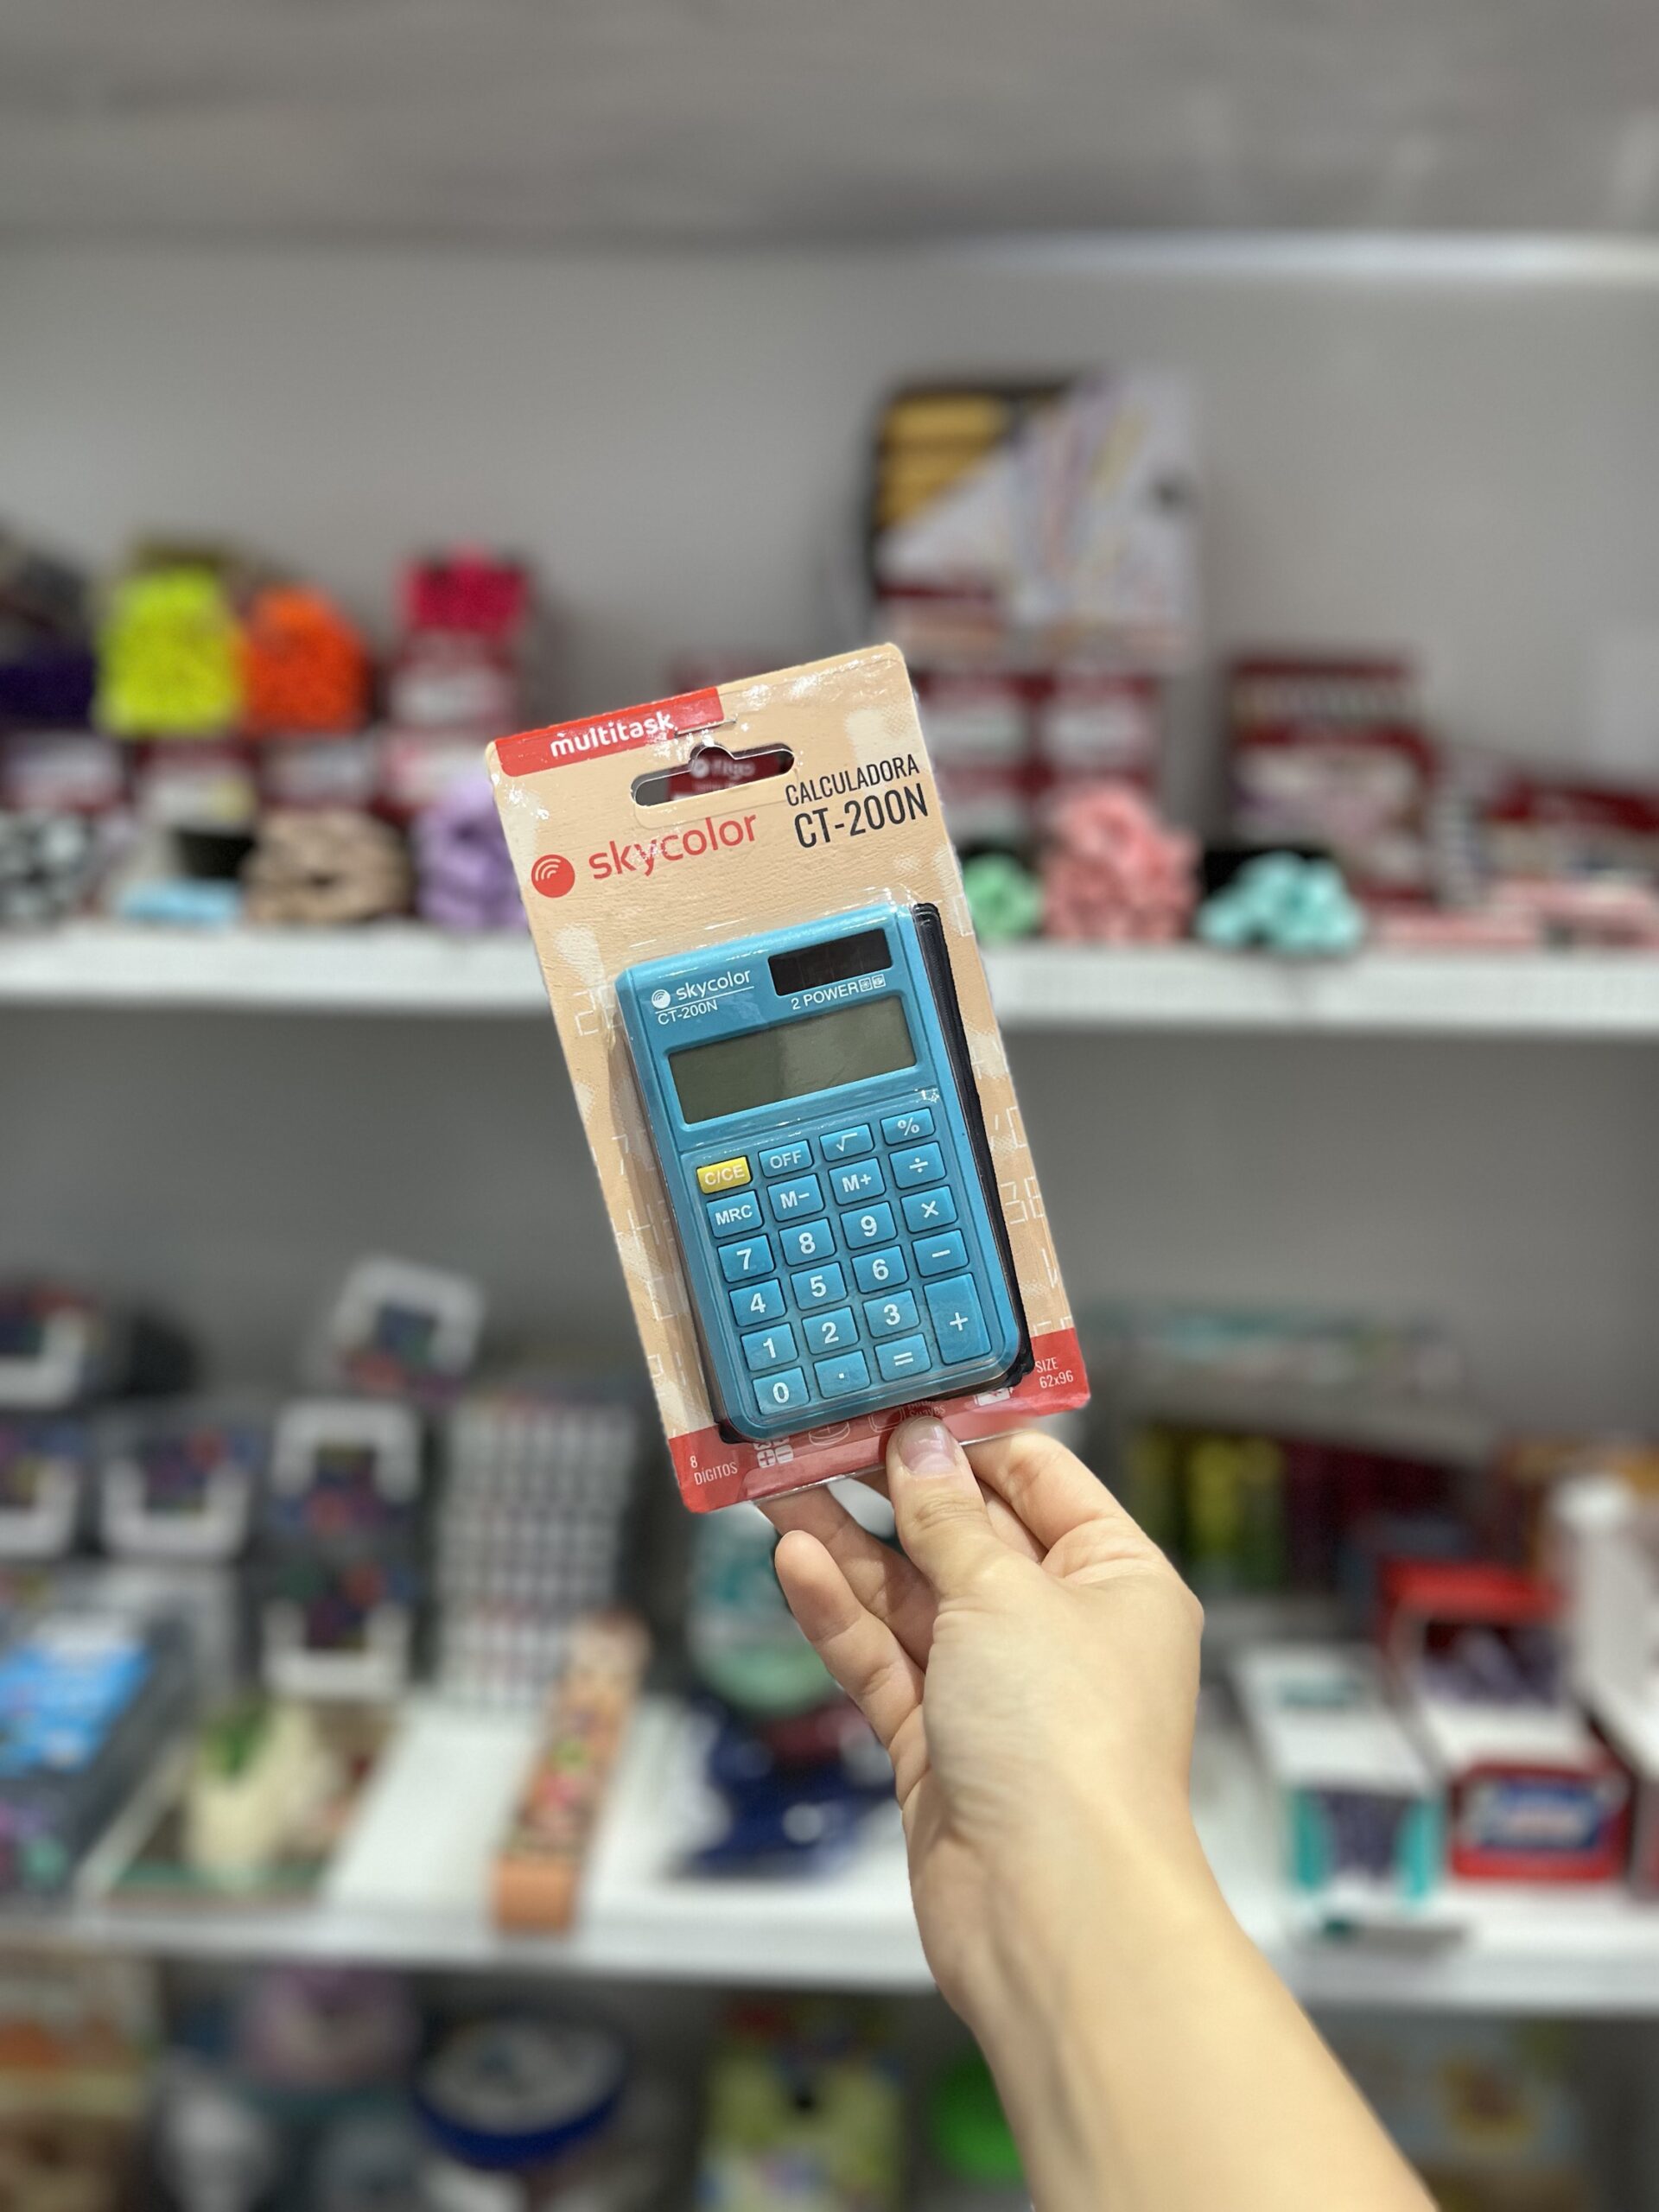 multitask
skycolor
CALCULADORA
CT-200N
skycolor
CT-200N
2 POWER
C/CE OFF √ %
MRC M− M+ ÷
7 8 9 ×
4 5 6 −
1 2 3 +
0 . =
8
DÍGITOS
SIZE
62x96